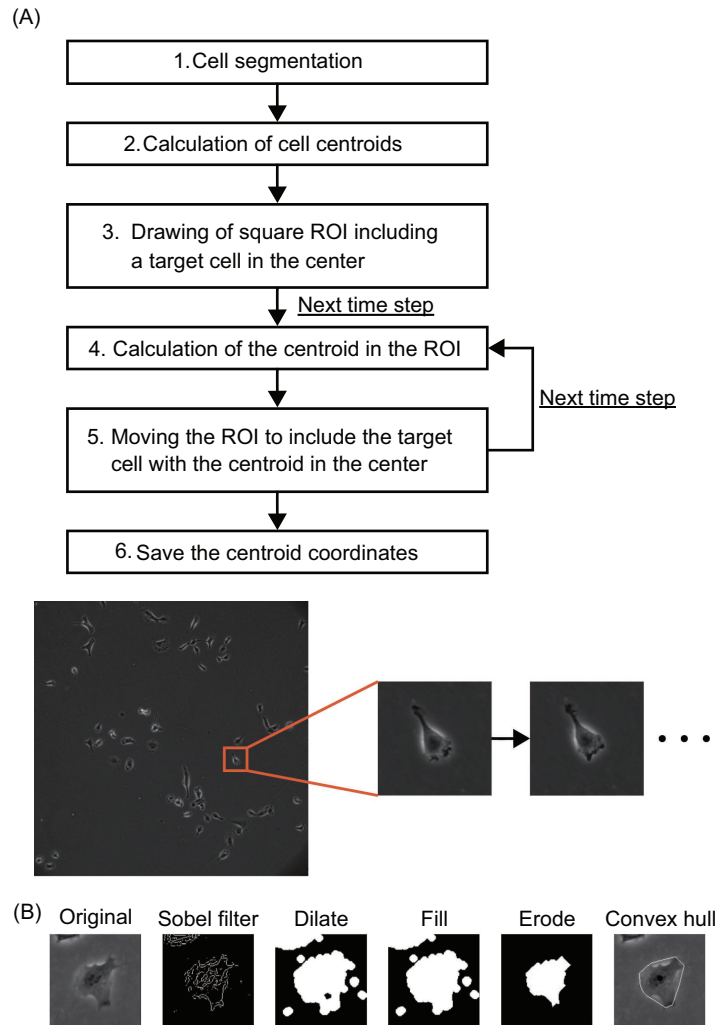 (A)
1. Cell segmentation
2. Calculation of cell centroids
3. Drawing of square ROI including
a target cell in the center
Next time step
4. Calculation of the centroid in the ROI
Next time step
5. Moving the ROI to include the target
cell with the centroid in the center
6. Save the centroid coordinates
(B)
Original Sobel filter Dilate Fill Erode Convex hull